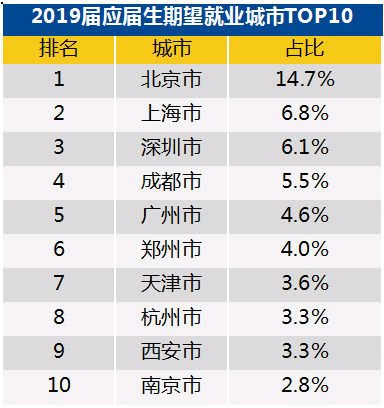 2019届应届生期望就业城市TOP10
排名 城市 占比
1 北京市 14.7%
2 上海市 6.8%
3 深圳市 6.1%
4 成都市 5.5%
5 广州市 4.6%
6 郑州市 4.0%
7 天津市 3.6%
8 杭州市 3.3%
9 西安市 3.3%
10 南京市 2.8%